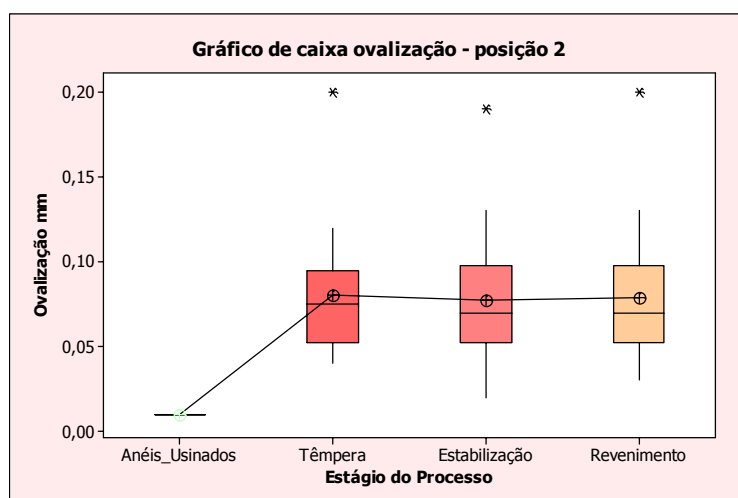 Gráfico de caixa ovalização - posição 2
Ovalização mm
0,20
0,15
0,10
0,05
0,00
Anéis_Usinados
Têmpera
Estabilização
Revenimento
Estágio do Processo